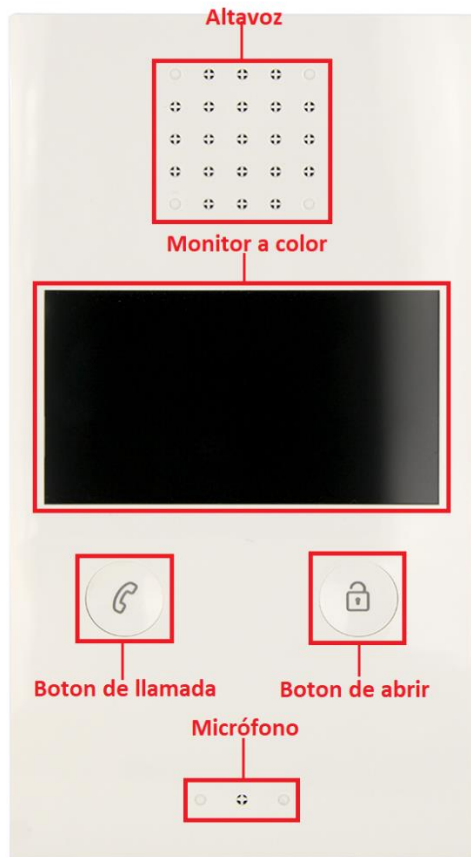 Altavoz
Monitor a color
Boton de llamada
Boton de abrir
Micrófono